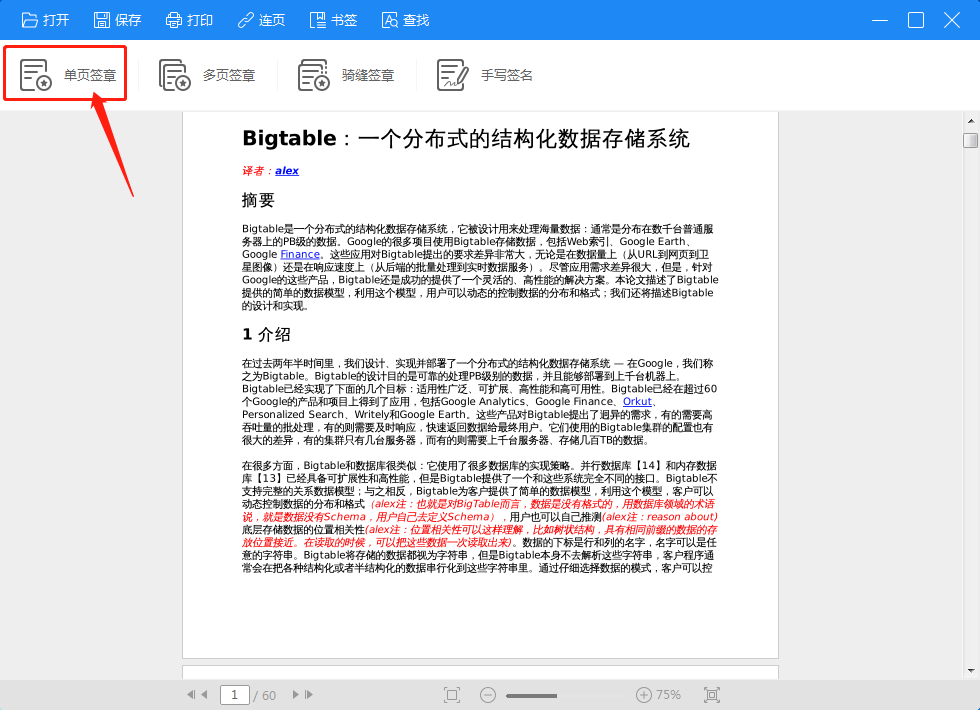 打开 保存 打印 连页 书签 查找
单页签章 多页签章 骑缝签章 手写签名
Bigtable：一个分布式的结构化数据存储系统
译者：alex
摘要
Bigtable是一个分布式的结构化数据存储系统，它被设计用来处理海量数据：通常是分布在数千台普通服
务器上的PB级的数据。Google的很多项目使用Bigtable存储数据，包括Web索引、Google Earth、
Google Finance。这些应用对Bigtable提出的要求差异非常大，无论是在数据量上（从URL到网页到卫
星图像）还是在响应速度上（从后端的批量处理到实时数据服务）。尽管应用需求差异很大，但是，针对
Google的这些产品，Bigtable还是成功的提供了一个灵活的、高性能的解决方案。本论文描述了Bigtable
提供的简单的数据模型，利用这个模型，用户可以动态的控制数据的分布和格式；我们还将描述Bigtable
的设计和实现。
1 介绍
在过去两年半时间里，我们设计、实现并部署了一个分布式的结构化数据存储系统 — 在Google，我们称
之为Bigtable。Bigtable的设计目的是可靠的处理PB级别的数据，并且能够部署到上千台机器上。
Bigtable已经实现了下面的几个目标：适用性广泛、可扩展、高性能和高可用性。Bigtable已经在超过60
个Google的产品和项目上得到了应用，包括Google Analytics、Google Finance、Orkut、
Personalized Search、Writely和Google Earth。这些产品对Bigtable提出了迥异的需求，有的需要高
吞吐量的批处理，有的则需要及时响应，快速返回数据给最终用户。它们使用的Bigtable集群的配置也有
很大的差异，有的集群只有几台服务器，而有的则需要上千台服务器、存储几百TB的数据。
在很多方面，Bigtable和数据库很类似：它使用了很多数据库的实现策略。并行数据库【14】和内存数据
库【13】已经具备可扩展性和高性能，但是Bigtable提供了一个和这些系统完全不同的接口。Bigtable不
支持完整的关系数据模型；与之相反，Bigtable为客户提供了简单的数据模型，利用这个模型，客户可以
动态控制数据的分布和格式（alex注：也就是对BigTable而言，数据是没有格式的，用数据库领域的术语
说，就是数据没有Schema，用户自己去定义Schema），用户也可以自己推测(alex注：reason about)
底层存储数据的位置相关性(alex注：位置相关性可以这样理解，比如树状结构，具有相同前缀的数据的存
放位置接近。在读取的时候，可以把这些数据一次读取出来)。数据的下标是行和列的名字，名字可以是任
意的字符串。Bigtable将存储的数据都视为字符串，但是Bigtable本身不去解析这些字符串，客户程序通
常会在把各种结构化或者半结构化的数据串行化到这些字符串里。通过仔细选择数据的模式，客户可以控
1 / 60 75%